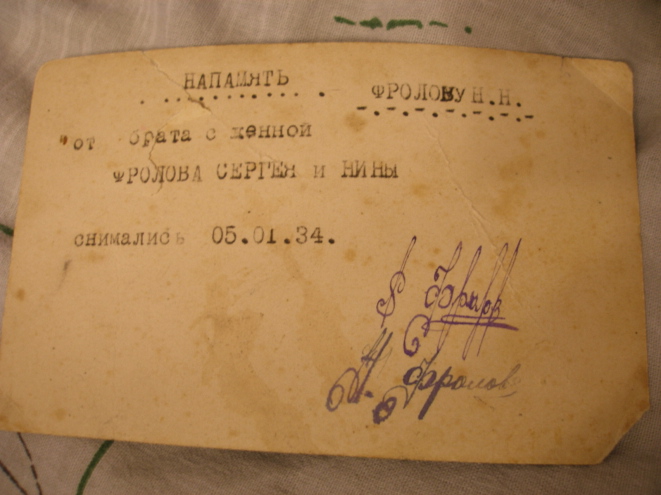 НАПАМЯТЬ ФРОЛОВУ Н.Н.
от брата с женной
ФРОЛОВА СЕРГЕЯ и НИНЫ
снимались 05.01.34.
Н. Фролов